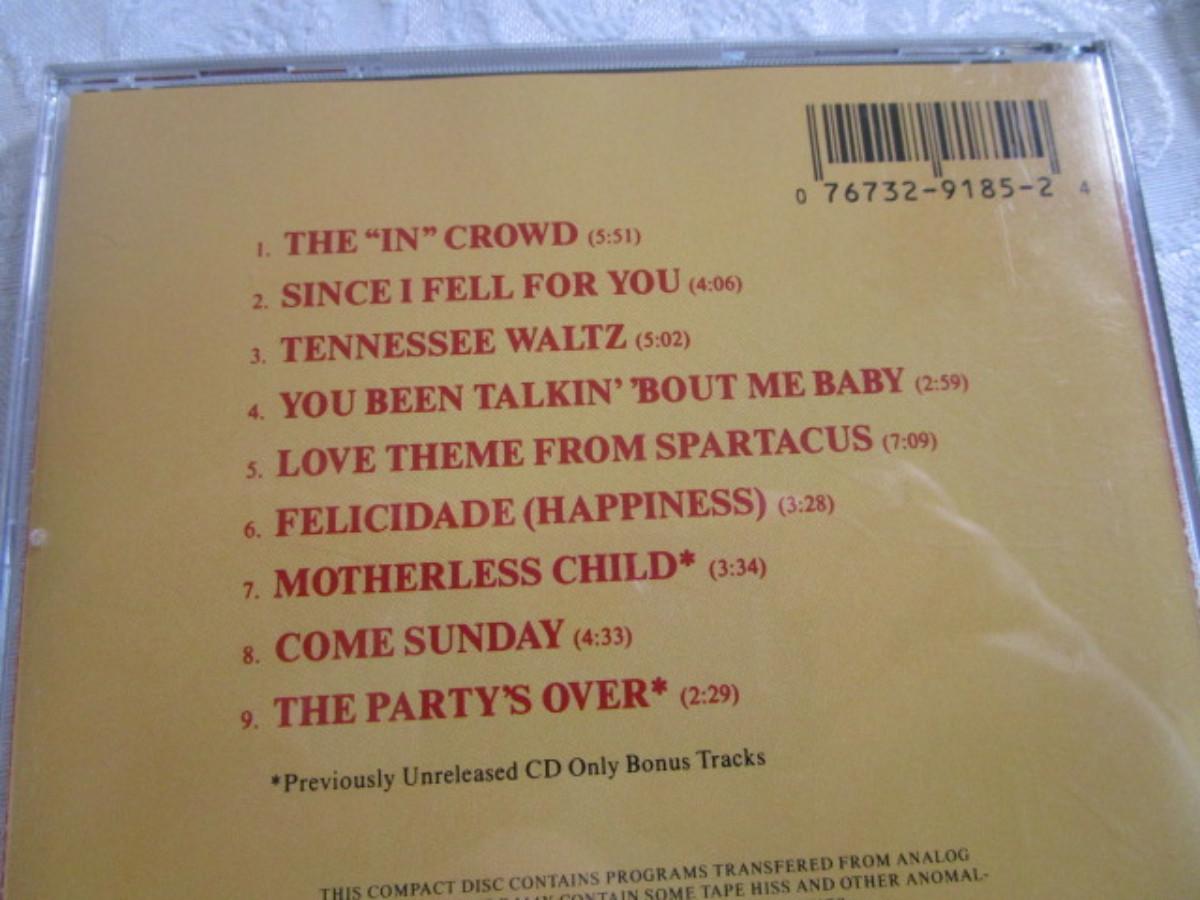 0 76732-9185-2 4
1. THE “IN” CROWD (5:51)
2. SINCE I FELL FOR YOU (4:06)
3. TENNESSEE WALTZ (5:02)
4. YOU BEEN TALKIN’ ’BOUT ME BABY (2:59)
5. LOVE THEME FROM SPARTACUS (7:09)
6. FELICIDADE (HAPPINESS) (3:28)
7. MOTHERLESS CHILD* (3:34)
8. COME SUNDAY (4:33)
9. THE PARTY’S OVER* (2:29)
*Previously Unreleased CD Only Bonus Tracks
THIS COMPACT DISC CONTAINS PROGRAMS TRANSFERED FROM ANALOG
MAY CONTAIN SOME TAPE HISS AND OTHER ANOMAL-